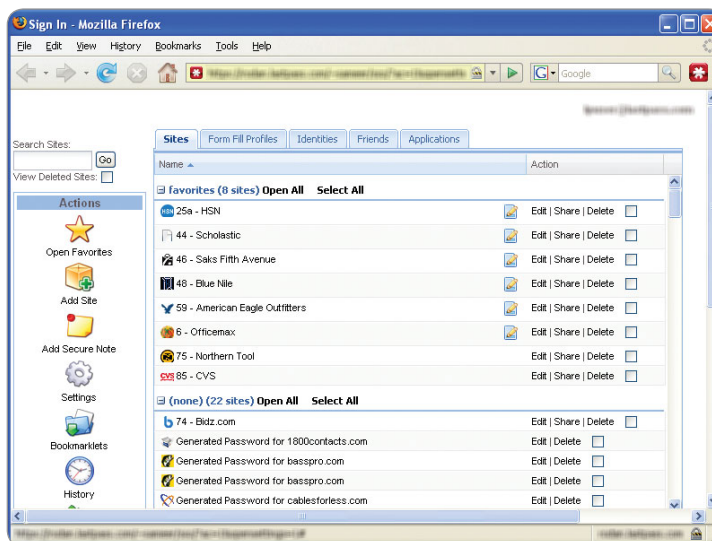 Sign In - Mozilla Firefox
File Edit View History Bookmarks Tools Help
G Google
Sites Form Fill Profiles Identities Friends Applications
Search Sites:
Go
View Deleted Sites:
Name Action
Actions
favorites (8 sites) Open All Select All
HSN 25a - HSN Edit | Share | Delete
Open Favorites
44 - Scholastic Edit | Share | Delete
46 - Saks Fifth Avenue Edit | Share | Delete
48 - Blue Nile Edit | Share | Delete
Add Site
59 - American Eagle Outfitters Edit | Share | Delete
6 - Officemax Edit | Share | Delete
Add Secure Note
75 - Northern Tool Edit | Share | Delete
CVS 85 - CVS Edit | Share | Delete
Settings
(none) (22 sites) Open All Select All
b 74 - Bidz.com Edit | Share | Delete
Bookmarklets
Generated Password for 1800contacts.com Edit | Delete
Generated Password for basspro.com Edit | Delete
Generated Password for basspro.com Edit | Delete
History
Generated Password for cablesforless.com Edit | Delete